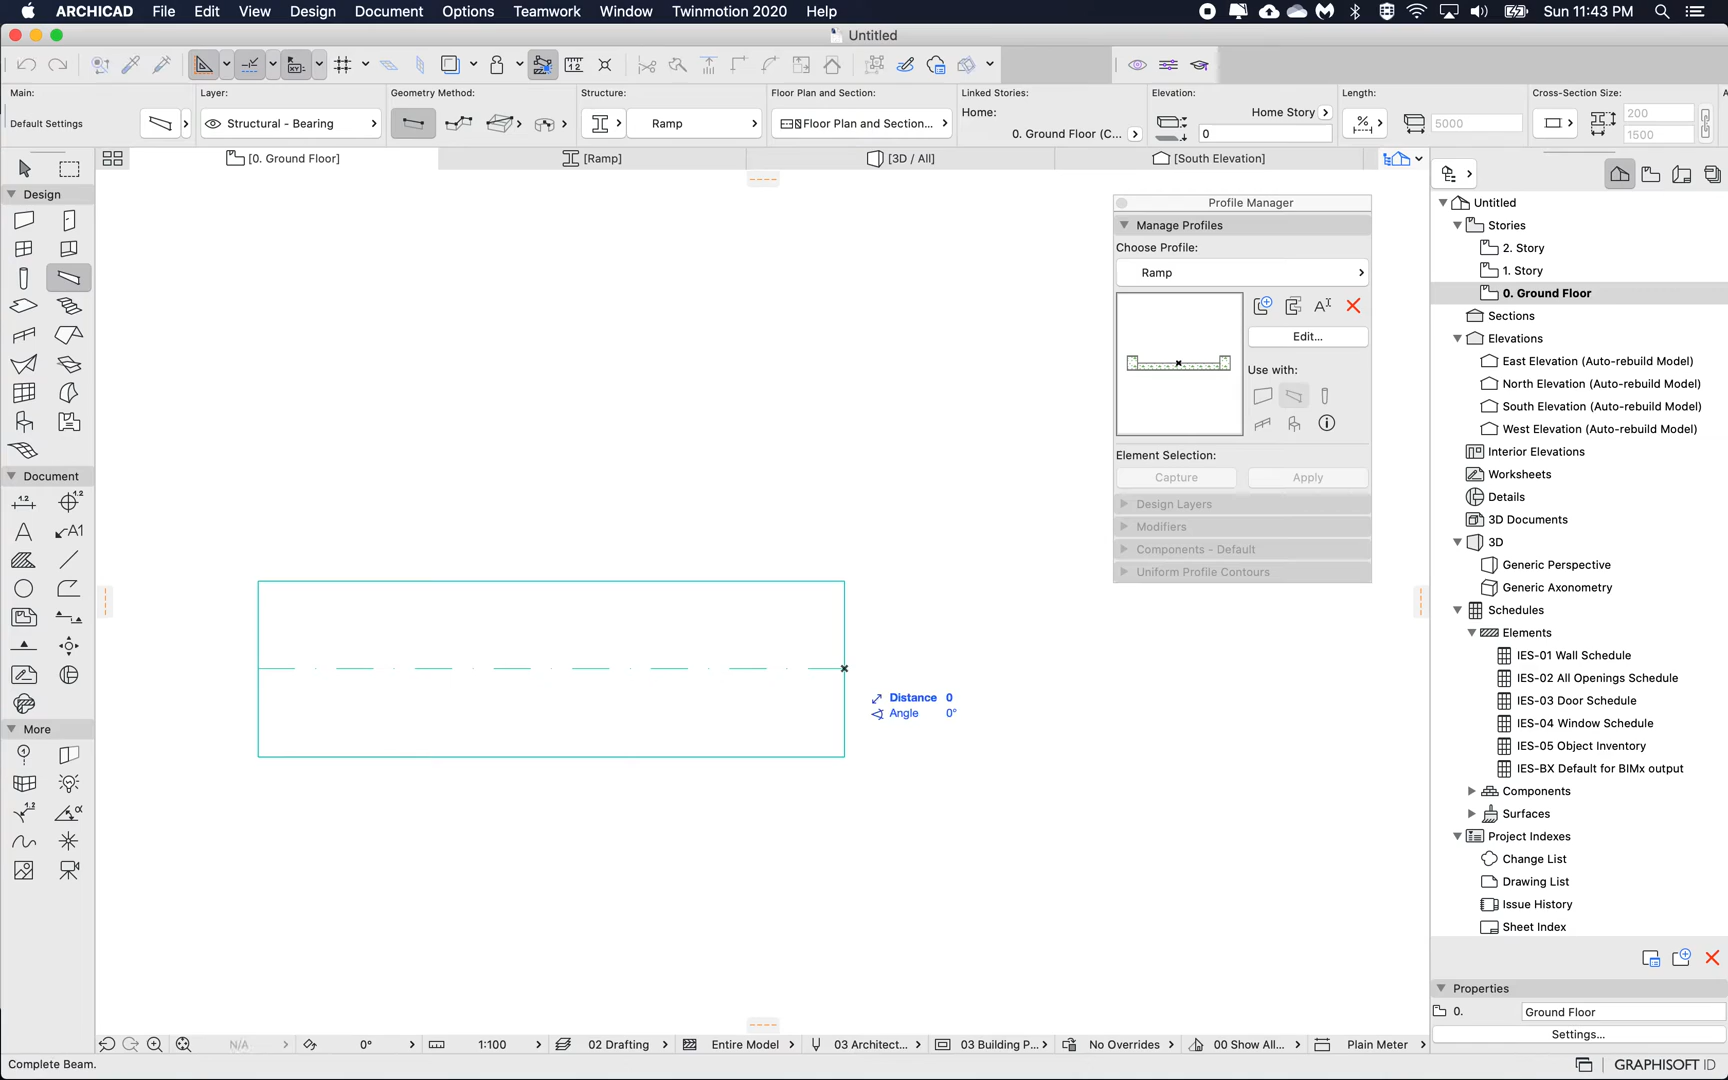 ARCHICAD File Edit View Design Document Options Teamwork Window Twinmotion 2020 Help Sun 11:43 PM
Untitled
Main: Layer: Geometry Method: Structure: Floor Plan and Section: Linked Stories: Elevation: Length: Cross-Section Size:
Home: Home Story 200
Default Settings Structural - Bearing Ramp Floor Plan and Section... 0. Ground Floor (C... 0 5000 1500
[0. Ground Floor] [Ramp] [3D / All] [South Elevation]
Design
Document
1.2 1.2
A A1
More
1
1.2 α
Distance 0
Angle 0°
Profile Manager
Manage Profiles
Choose Profile:
Ramp
Edit...
Use with:
Element Selection:
Capture Apply
Design Layers
Modifiers
Components - Default
Uniform Profile Contours
Untitled
Stories
2. Story
1. Story
0. Ground Floor
Sections
Elevations
East Elevation (Auto-rebuild Model)
North Elevation (Auto-rebuild Model)
South Elevation (Auto-rebuild Model)
West Elevation (Auto-rebuild Model)
Interior Elevations
Worksheets
Details
3D Documents
3D
Generic Perspective
Generic Axonometry
Schedules
Elements
IES-01 Wall Schedule
IES-02 All Openings Schedule
IES-03 Door Schedule
IES-04 Window Schedule
IES-05 Object Inventory
IES-BX Default for BIMx output
Components
Surfaces
Project Indexes
Change List
Drawing List
Issue History
Sheet Index
Properties
0. Ground Floor
Settings...
N/A 0° 1:100 02 Drafting Entire Model 03 Architect... 03 Building P... No Overrides 00 Show All... Plain Meter
Complete Beam. GRAPHISOFT ID